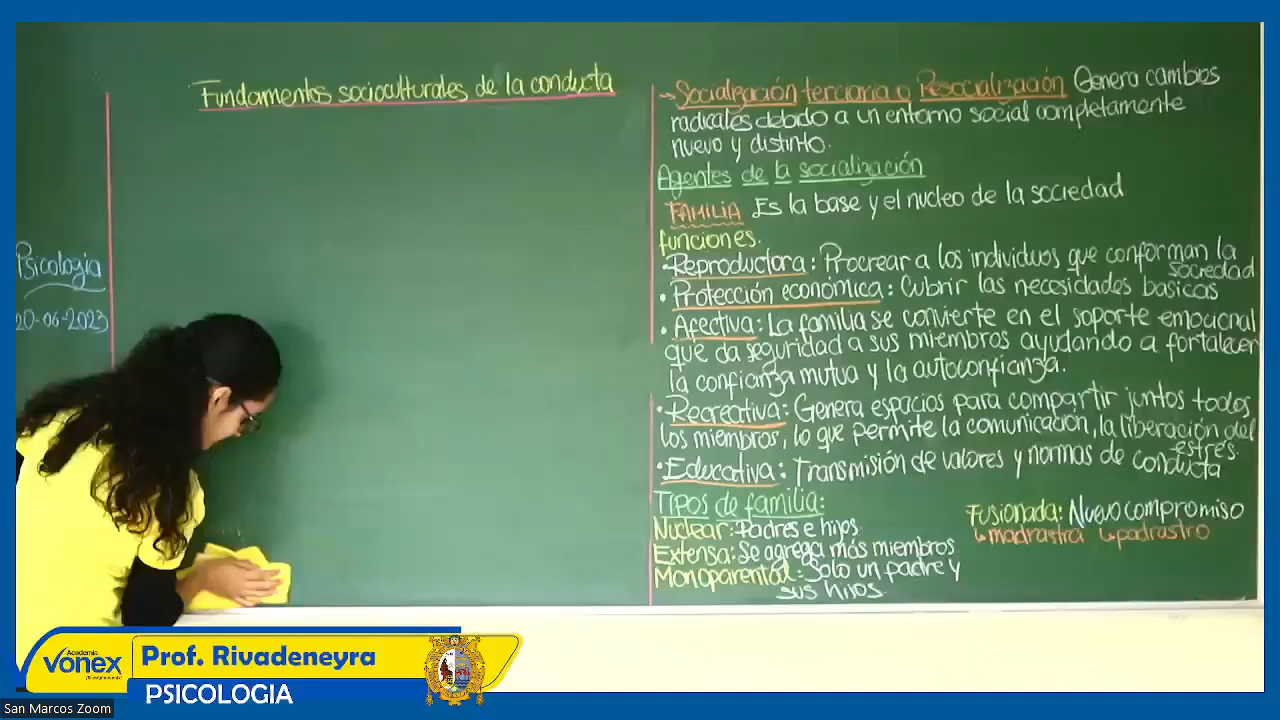 Fundamentos socioculturales de la conducta
Psicologia
20-06-2023
→ Socialización terciaria o Resocialización Genera cambios
radicales debido a un entorno social completamente
nuevo y distinto.
Agentes de la socialización
FAMILIA Es la base y el nucleo de la sociedad
funciones.
• Reproductora: Procrear a los individuos que conforman la
sociedad
• Protección económica: Cubrir las necesidades basicas
• Afectiva: La familia se convierte en el soporte emocional
que da seguridad a sus miembros ayudando a fortalecer
la confianza mutua y la autoconfianza.
• Recreativa: Genera espacios para compartir juntos todos
los miembros, lo que permite la comunicación, la liberación del
estrés.
• Educativa: Transmisión de valores y normas de conducta
Tipos de familia:
Nuclear: Padres e hijos.
Extensa: Se agrega más miembros
Monoparental: Solo un padre y
sus hijos.
Fusionada: Nuevo compromiso
↳madrastra ↳padrastro
Academia
VONEX
Prof. Rivadeneyra
PSICOLOGIA
San Marcos Zoom